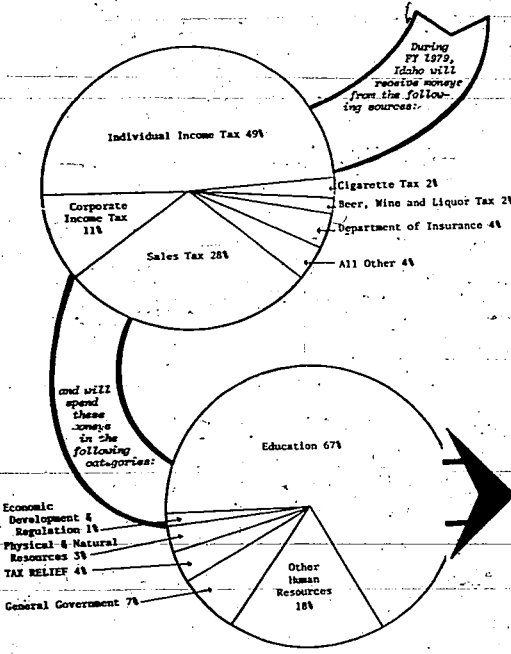 During
FY 1979,
Idaho will
receive moneys
from the follow-
ing sources:
Individual Income Tax 49%
Cigarette Tax 2%
Beer, Wine and Liquor Tax 2%
Department of Insurance 4%
All Other 4%
Corporate
Income Tax
11%
Sales Tax 28%
and will
spend
these
moneys
in the
following
categories:
Education 67%
Economic
Development &
Regulation 1%
Physical & Natural
Resources 3%
TAX RELIEF 4%
General Government 7%
Other
Human
Resources
18%